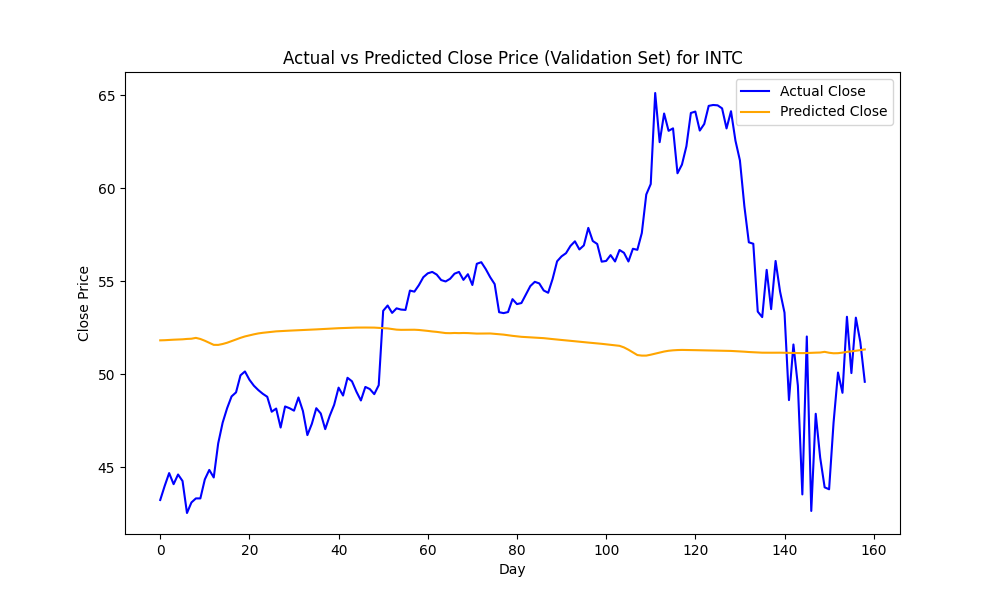 Actual vs Predicted Close Price (Validation Set) for INTC
Actual Close
Predicted Close
65
60
55
50
45
Close Price
0 20 40 60 80 100 120 140 160
Day